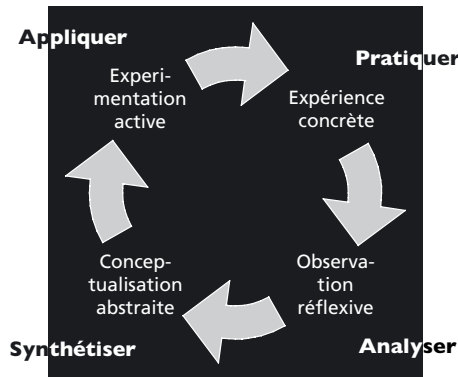 Appliquer
Pratiquer
Experi-
mentation
active
Expérience
concrète
Concep-
tualisation
abstraite
Observa-
tion
réflexive
Synthétiser
Analyser